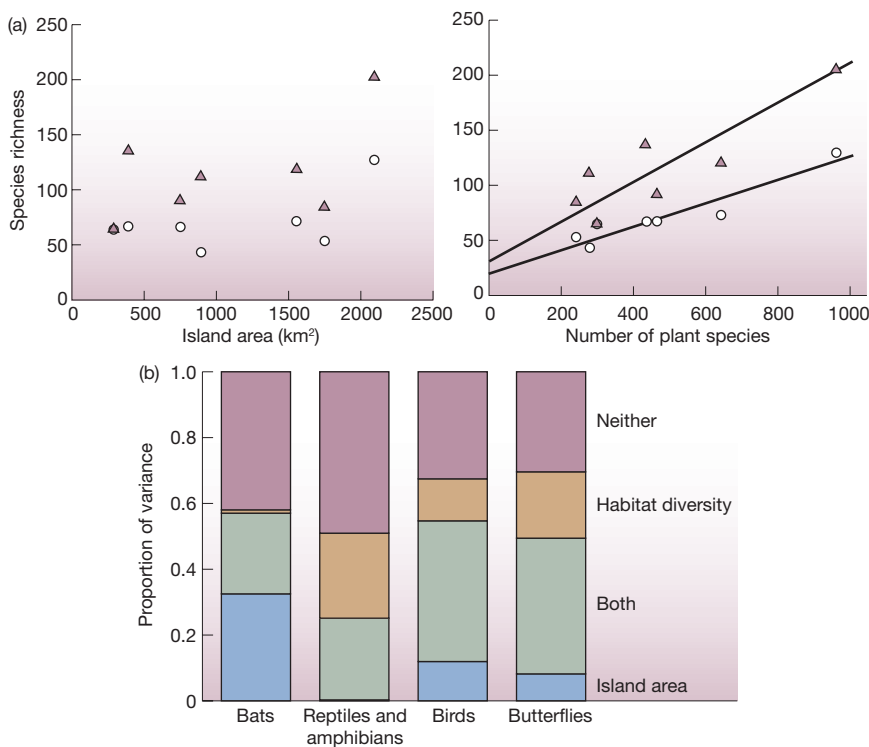 (a)
250
200
150
100
50
0
Species richness
0 500 1000 1500 2000 2500
Island area (km²)
250
200
150
100
50
0
0 200 400 600 800 1000
Number of plant species
(b)
1.0
0.8
0.6
0.4
0.2
0
Proportion of variance
Neither
Habitat diversity
Both
Island area
Bats
Reptiles and
amphibians
Birds
Butterflies